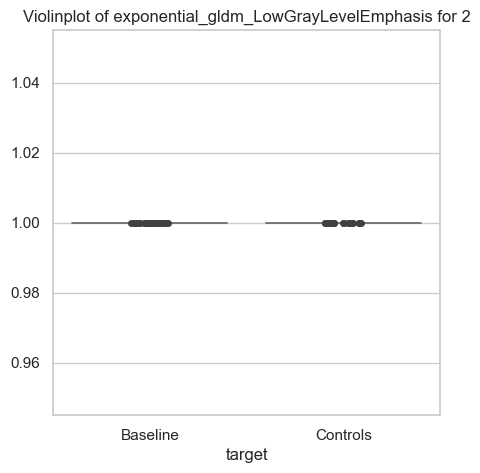 Violinplot of exponential_gldm_LowGrayLevelEmphasis for 2
1.04
1.02
1.00
0.98
0.96
Baseline Controls
target